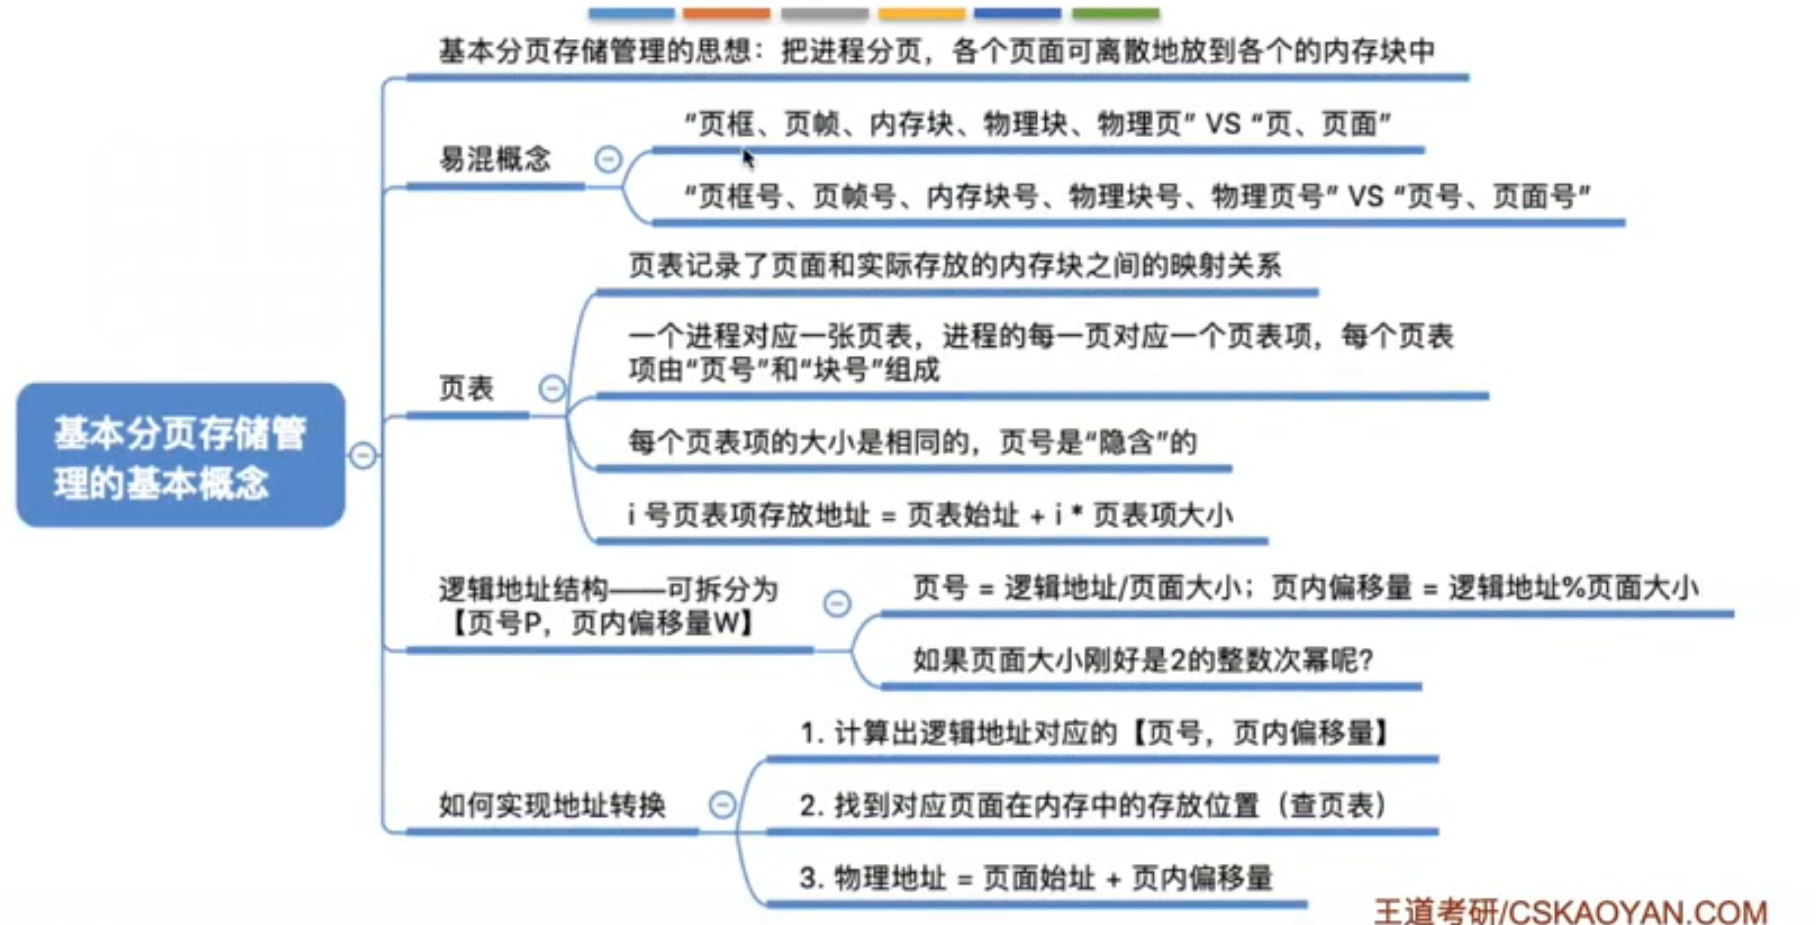 基本分页存储管理的思想：把进程分页，各个页面可离散地放到各个的内存块中
易混概念
“页框、页帧、内存块、物理块、物理页” VS “页、页面”
“页框号、页帧号、内存块号、物理块号、物理页号” VS “页号、页面号”
页表记录了页面和实际存放的内存块之间的映射关系
一个进程对应一张页表，进程的每一页对应一个页表项，每个页表
项由“页号”和“块号”组成
页表
每个页表项的大小是相同的，页号是“隐含”的
i 号页表项存放地址 = 页表始址 + i * 页表项大小
基本分页存储管
理的基本概念
逻辑地址结构——可拆分为
【页号P，页内偏移量W】
页号 = 逻辑地址/页面大小；页内偏移量 = 逻辑地址%页面大小
如果页面大小刚好是2的整数次幂呢？
如何实现地址转换
1. 计算出逻辑地址对应的【页号，页内偏移量】
2. 找到对应页面在内存中的存放位置（查页表）
3. 物理地址 = 页面始址 + 页内偏移量
王道考研/CSKAOYAN.COM